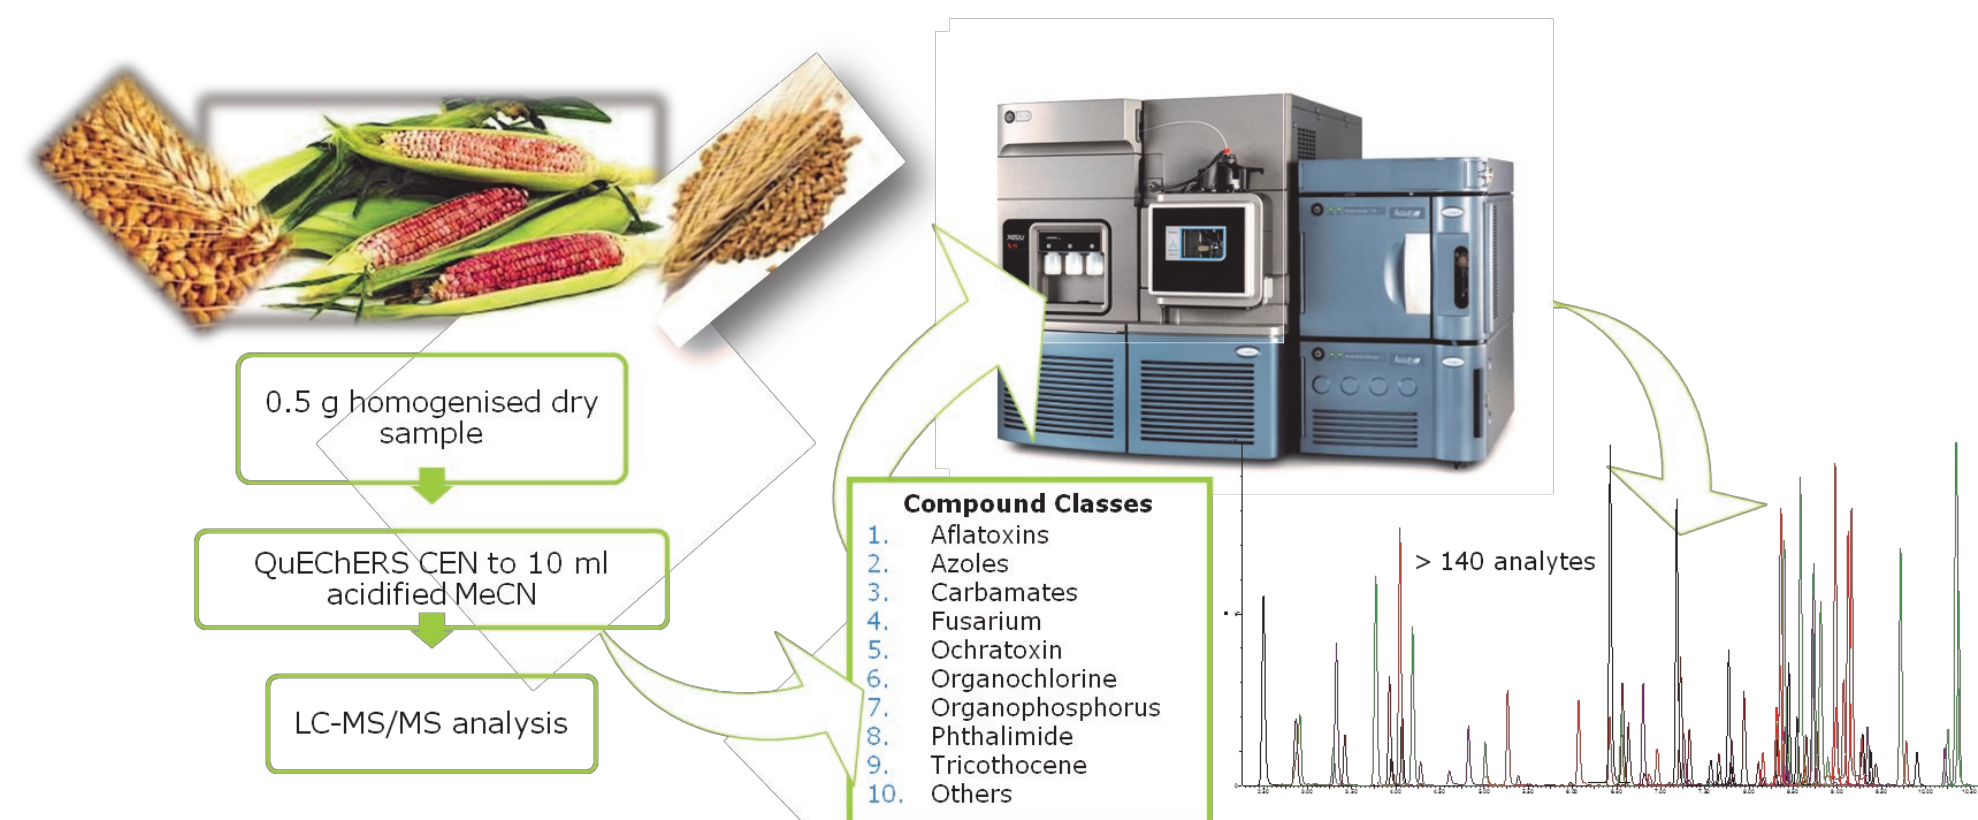 0.5 g homogenised dry
sample
QuEChERS CEN to 10 ml
acidified MeCN
LC-MS/MS analysis
Compound Classes
1. Aflatoxins
2. Azoles
3. Carbamates
4. Fusarium
5. Ochratoxin
6. Organochlorine
7. Organophosphorus
8. Phthalimide
9. Tricothocene
10. Others
> 140 analytes